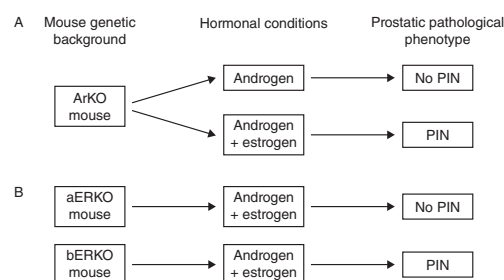 A
Mouse genetic
background
Hormonal conditions
Prostatic pathological
phenotype
ArKO
mouse
Androgen
No PIN
Androgen
+ estrogen
PIN
B
aERKO
mouse
Androgen
+ estrogen
No PIN
bERKO
mouse
Androgen
+ estrogen
PIN